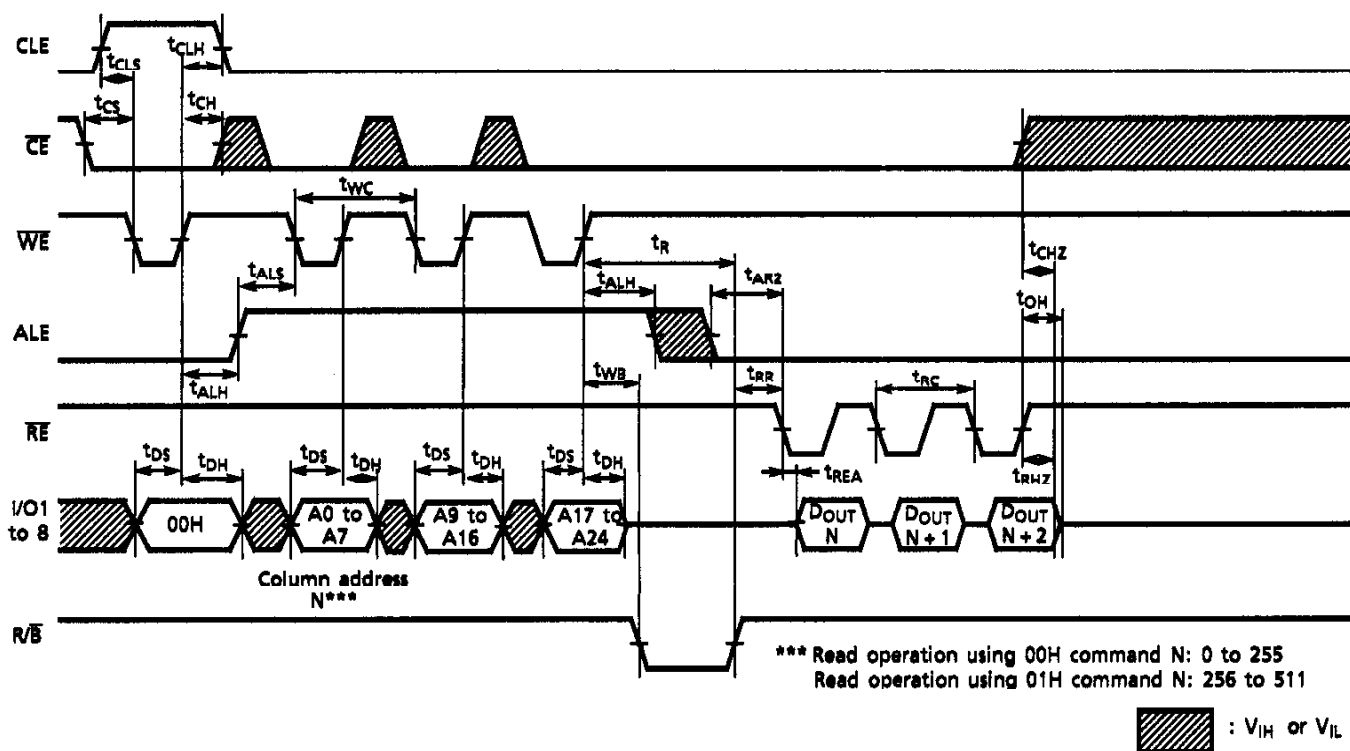 CLE
tCLS
tCLH
tCS
tCH
CE
tWC
WE
tALS
tR
tALH
tAR2
tCHZ
tOH
ALE
tALH
tWB
tRR
tRC
RE
tDS
tDH
tDS
tDH
tDS
tDH
tDS
tDH
tREA
tRHZ
I/O1
to 8
00H
A0 to
A7
A9 to
A16
A17 to
A24
DOUT
N
DOUT
N + 1
DOUT
N + 2
Column address
N***
R/B
*** Read operation using 00H command N: 0 to 255
Read operation using 01H command N: 256 to 511
: VIH or VIL